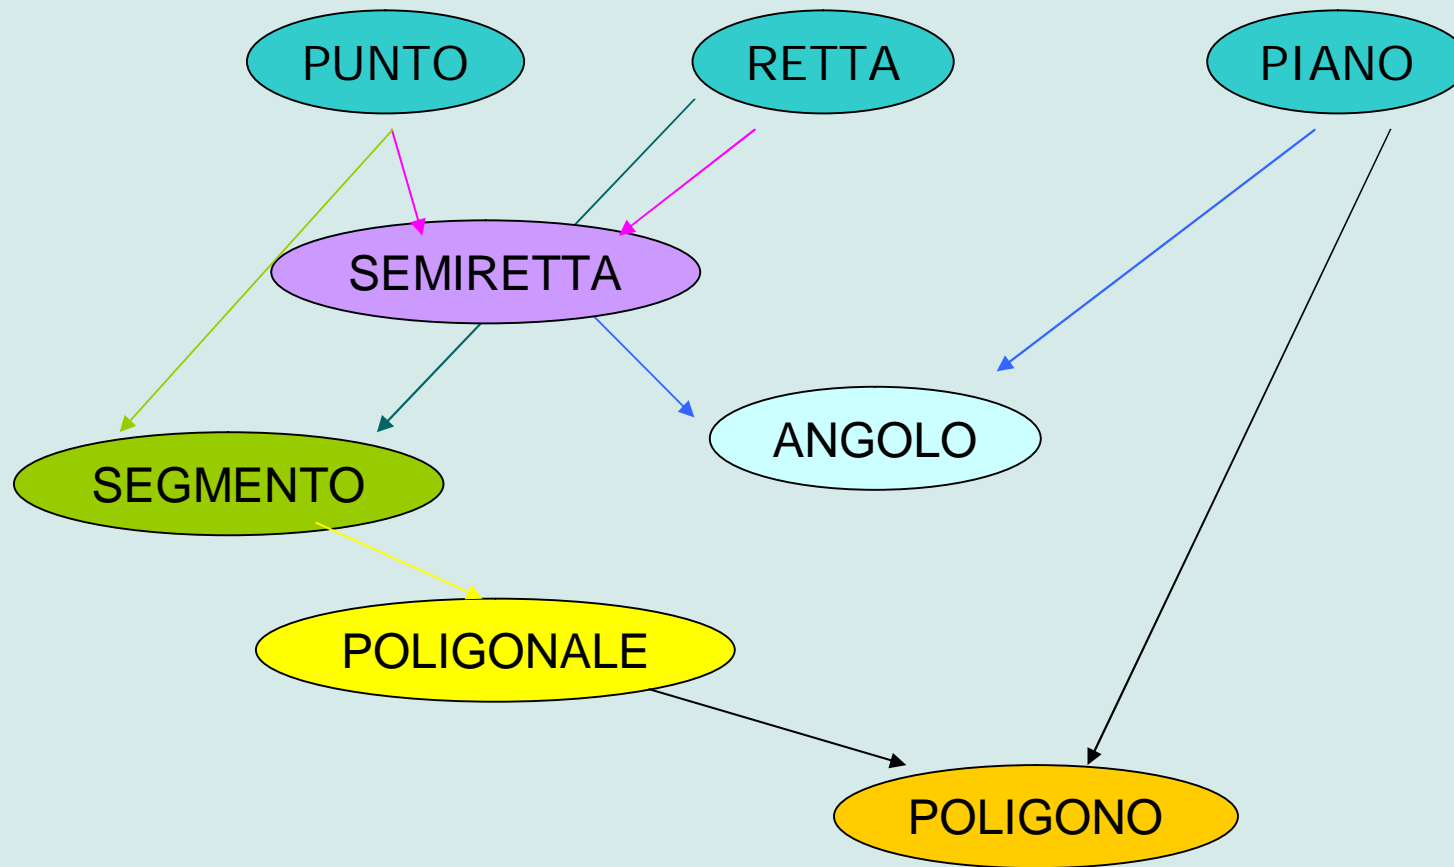 PUNTO
RETTA
PIANO
SEMIRETTA
ANGOLO
SEGMENTO
POLIGONALE
POLIGONO